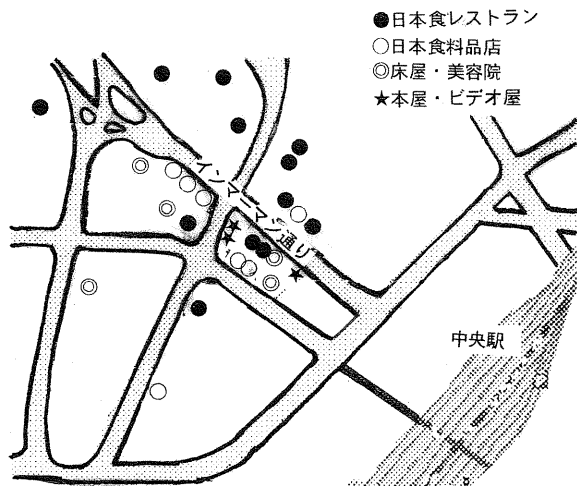 ●日本食レストラン
○日本食料品店
◎床屋・美容院
★本屋・ビデオ屋
インマーマン通り
中央駅